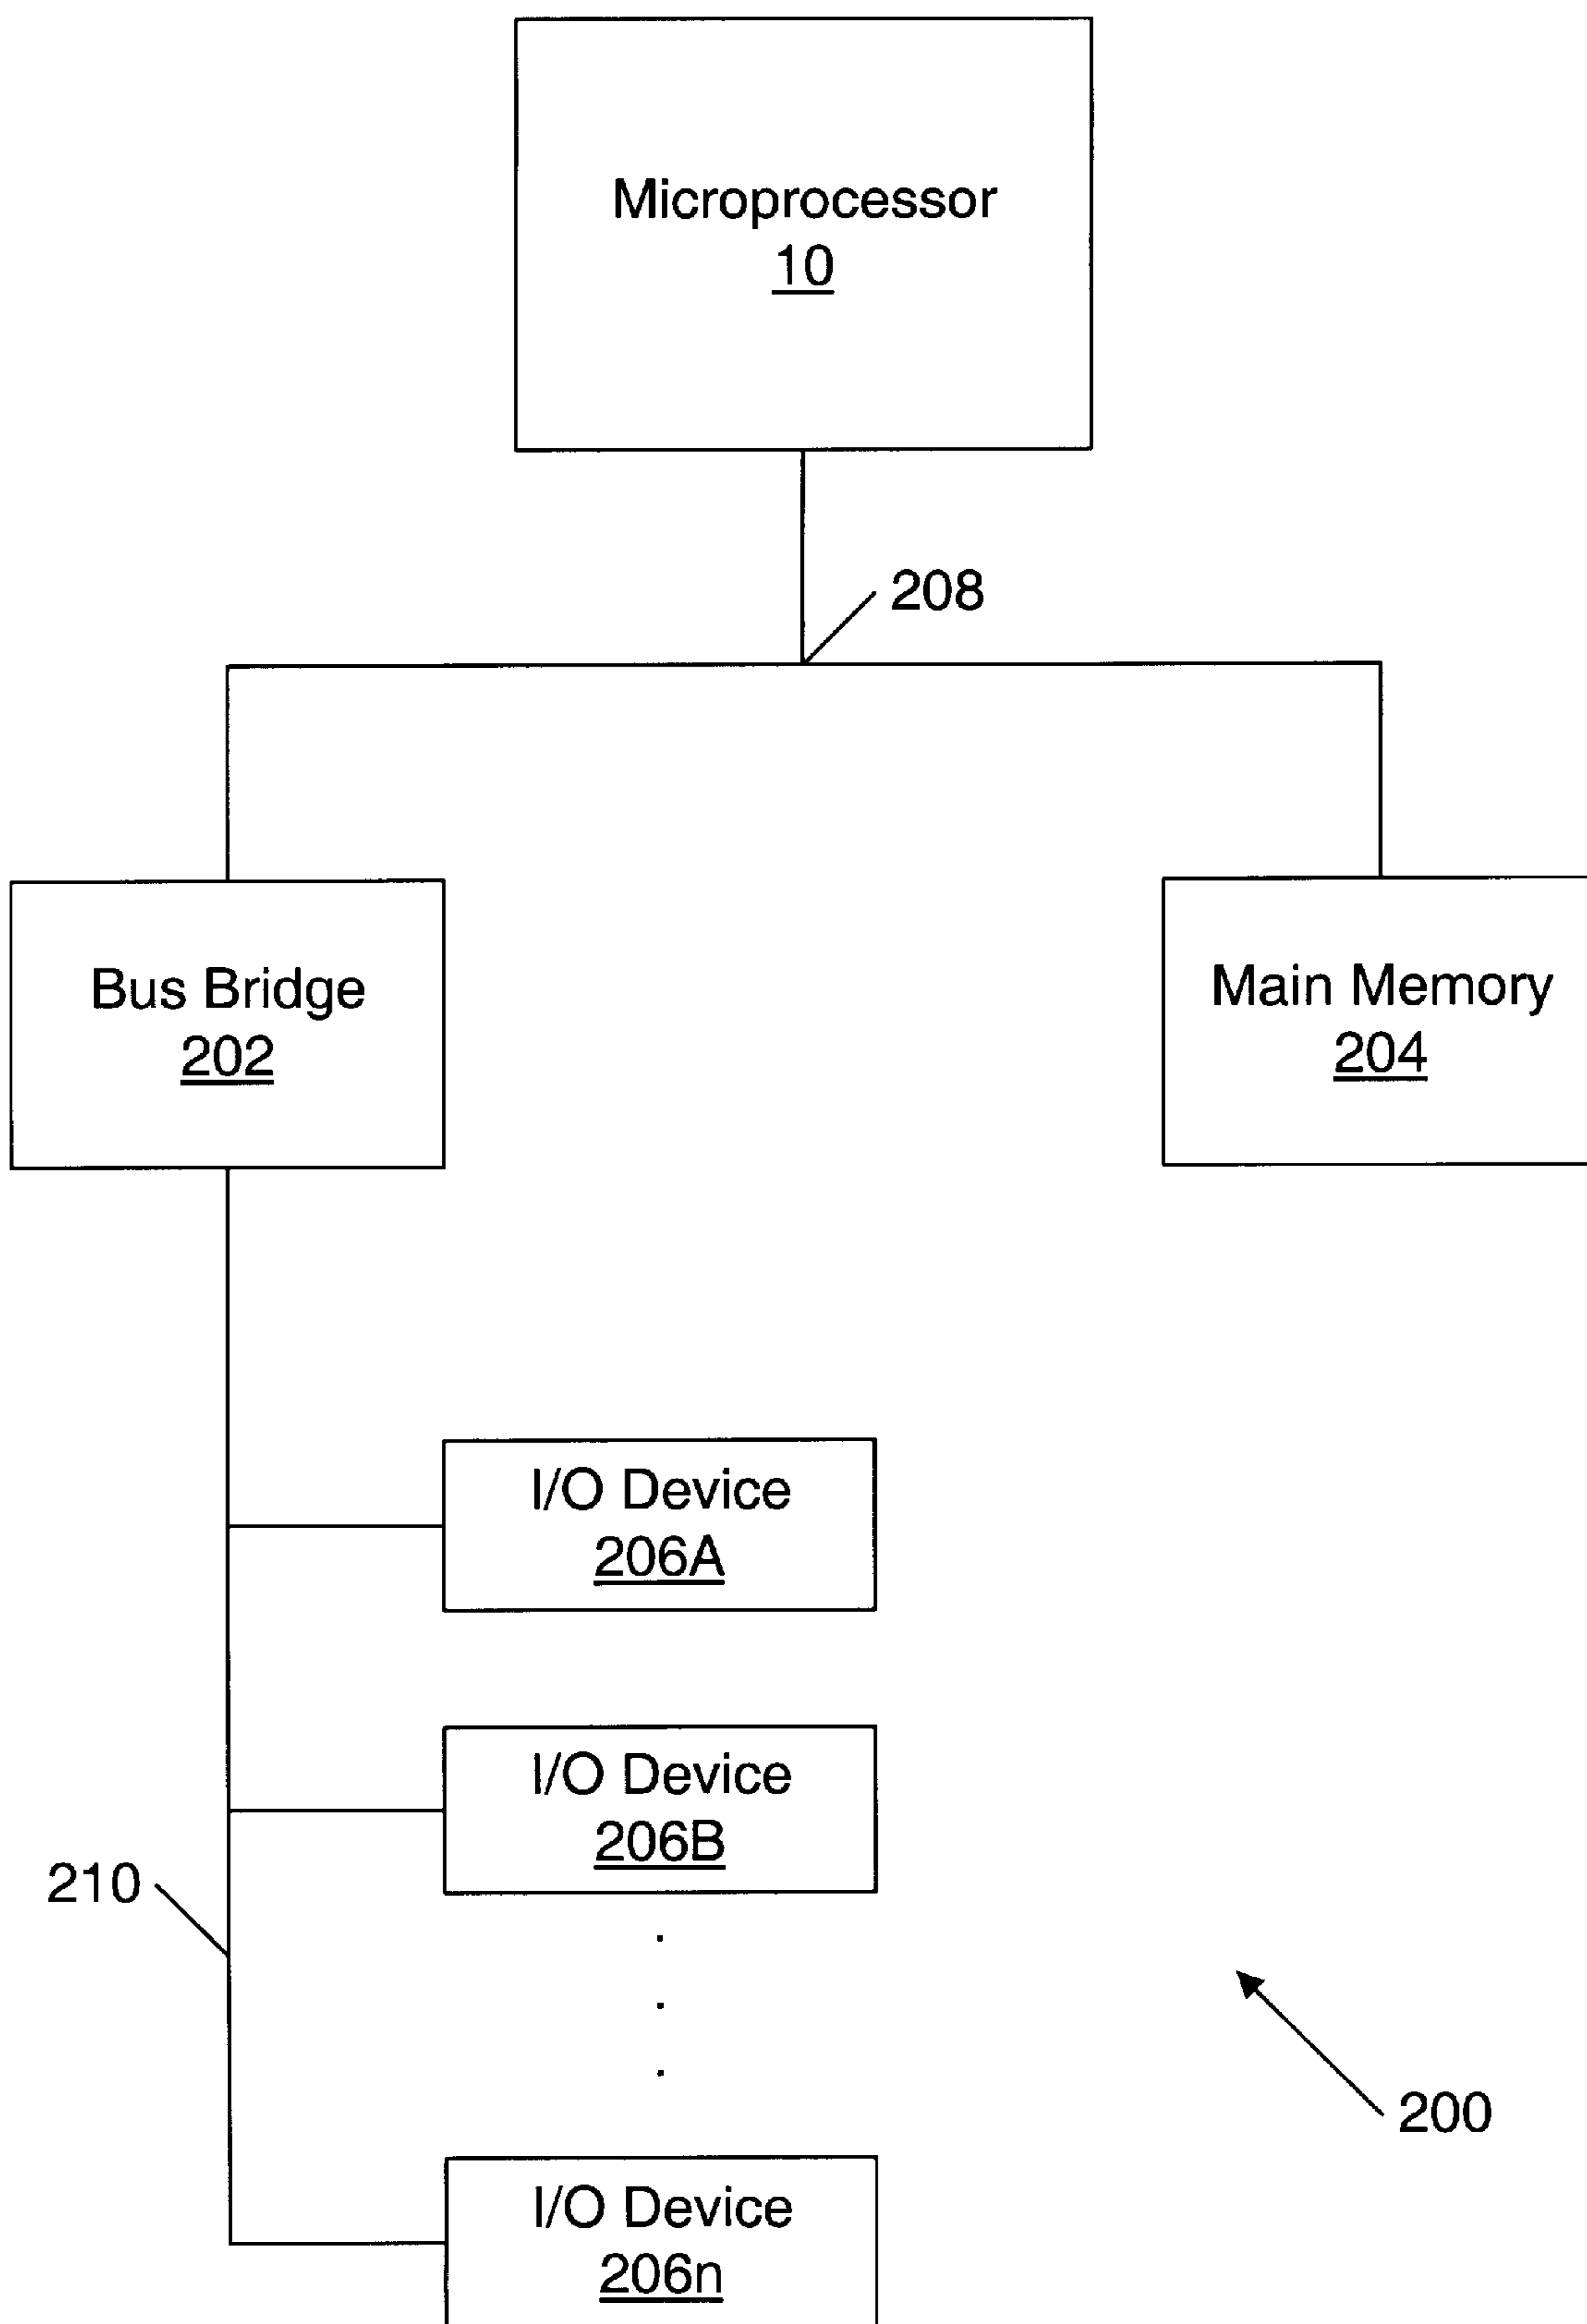 Microprocessor
10
208
Bus Bridge
202
Main Memory
204
I/O Device
206A
I/O Device
206B
210
.
.
.
200
I/O Device
206n